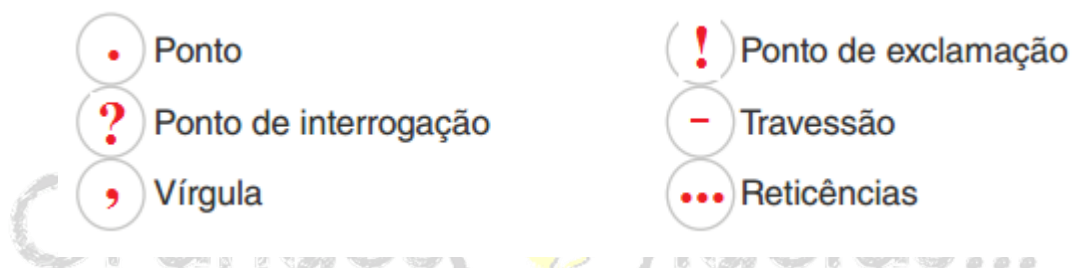 . Ponto
? Ponto de interrogação
, Vírgula
! Ponto de exclamação
- Travessão
... Reticências